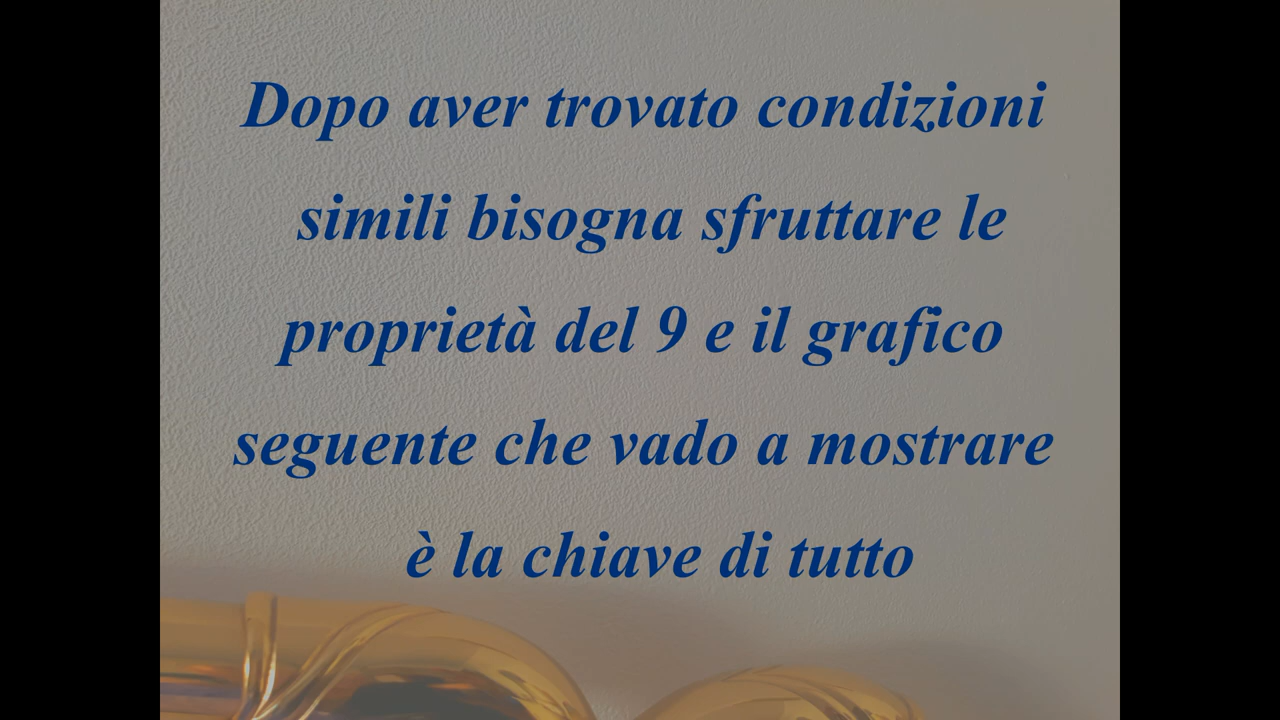 Dopo aver trovato condizioni
simili bisogna sfruttare le
proprietà del 9 e il grafico
seguente che vado a mostrare
è la chiave di tutto